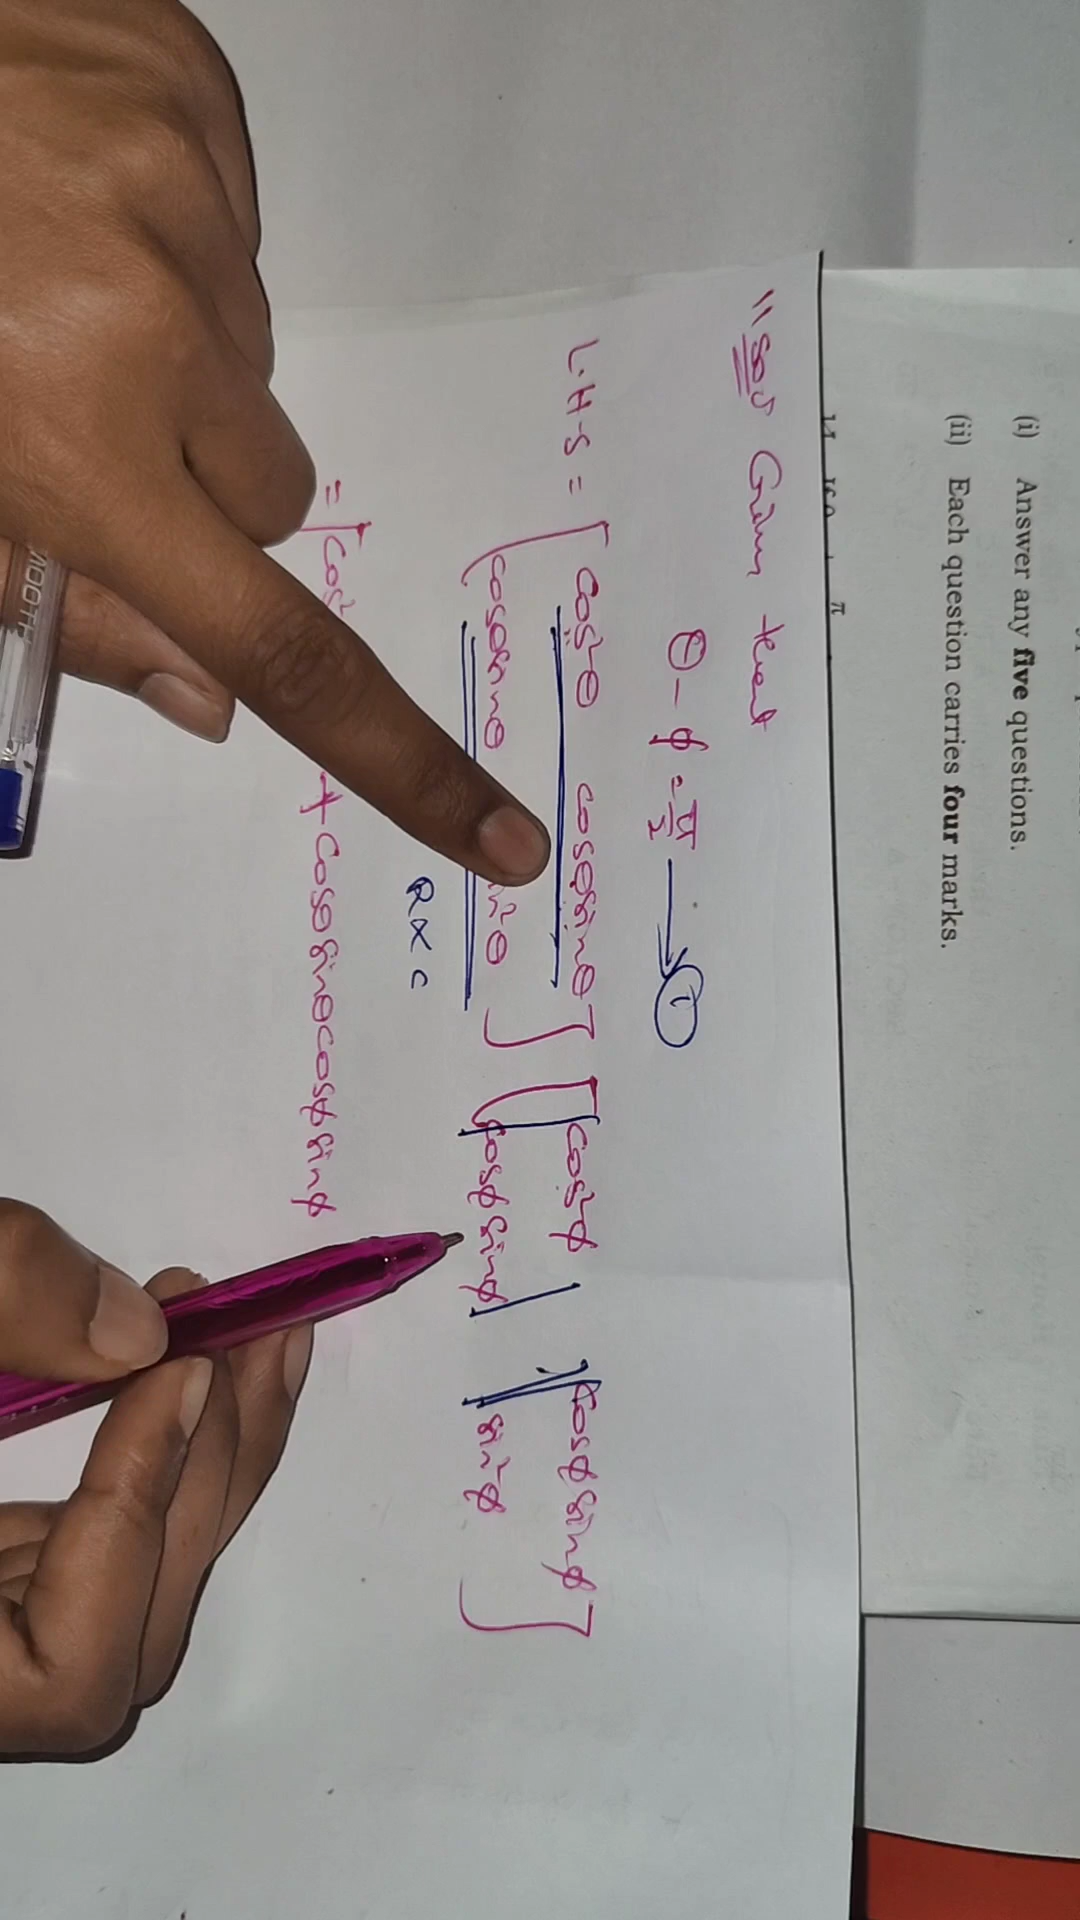 (i) Answer any five questions.
(ii) Each question carries four marks.
π
11 Sol Given that
θ - φ = π/2 → ①
L.H.S = [cos²θ cosθsinθ] [cos²φ cosφsinφ]
[cosθsinθ sin²θ] [cosφsinφ sin²φ]
R×C
= [cos² + cosθsinθcosφsinφ